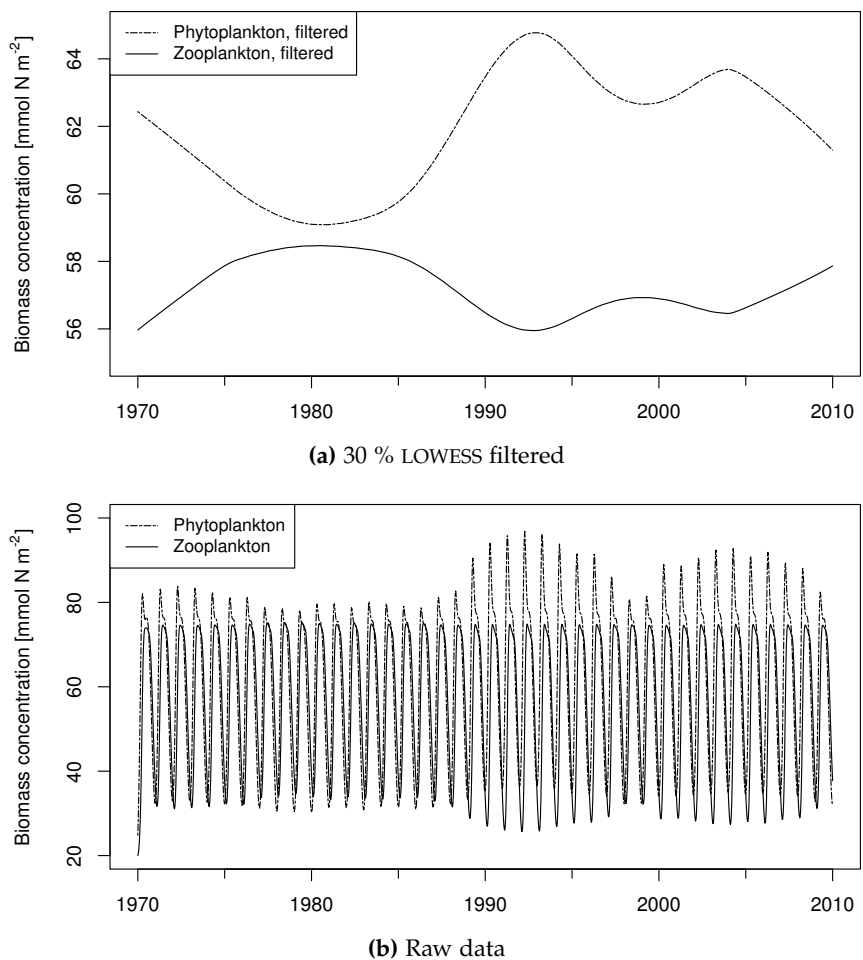 Phytoplankton, filtered
Zooplankton, filtered
Biomass concentration [mmol N m⁻²]
64
62
60
58
56
1970 1980 1990 2000 2010
(a) 30 % LOWESS filtered
Phytoplankton
Zooplankton
Biomass concentration [mmol N m⁻²]
100
80
60
40
20
1970 1980 1990 2000 2010
(b) Raw data